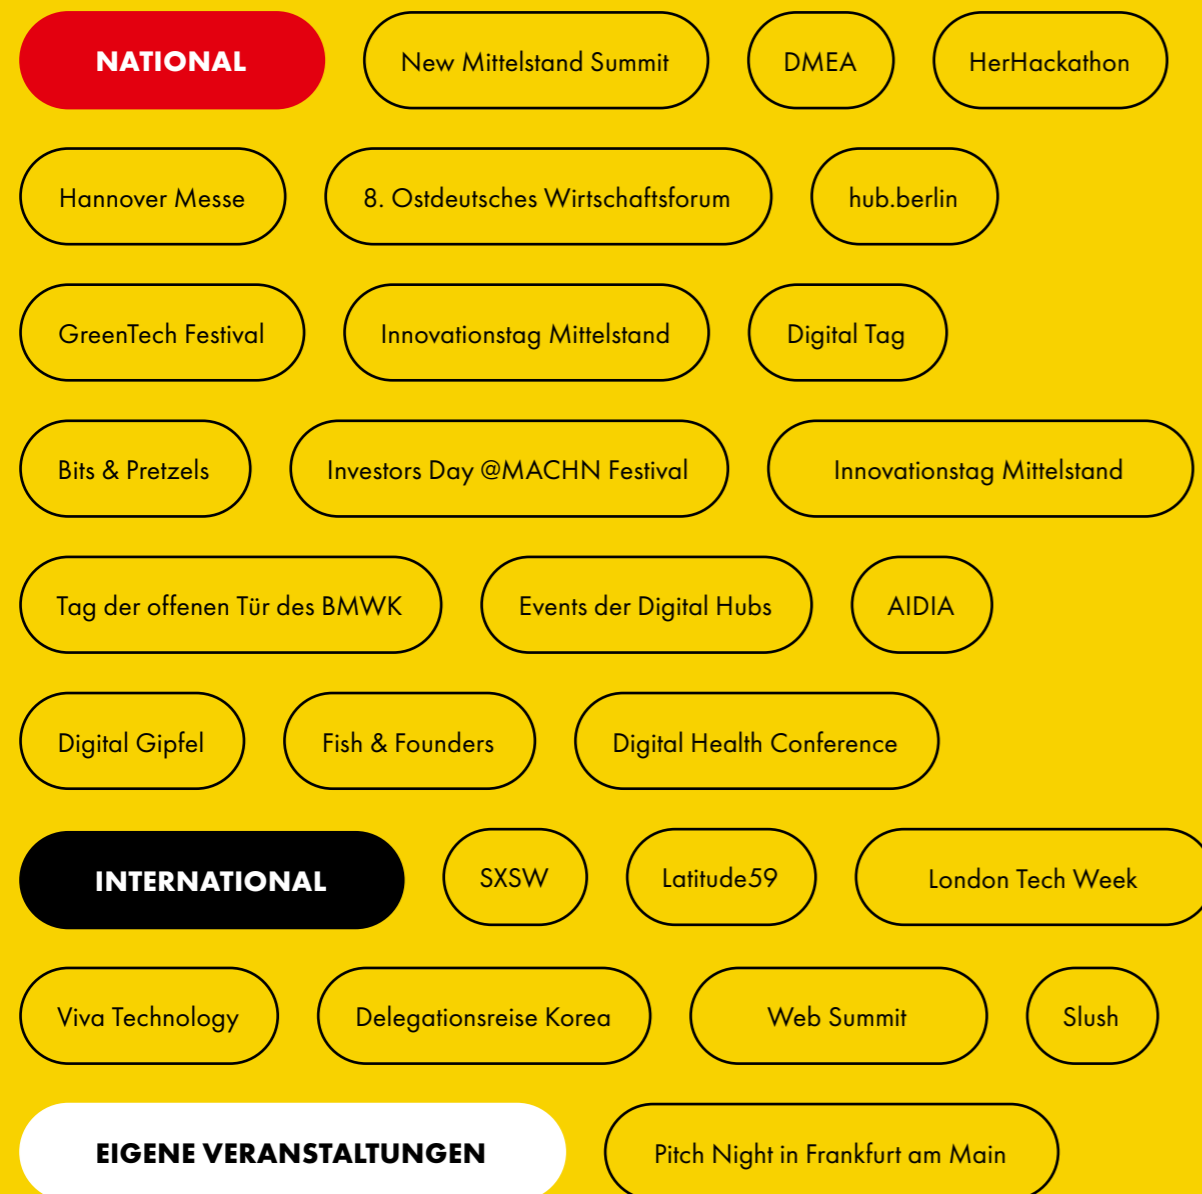 NATIONAL New Mittelstand Summit DMEA HerHackathon
Hannover Messe 8. Ostdeutsches Wirtschaftsforum hub.berlin
GreenTech Festival Innovationstag Mittelstand Digital Tag
Bits & Pretzels Investors Day @MACHN Festival Innovationstag Mittelstand
Tag der offenen Tür des BMWK Events der Digital Hubs AIDIA
Digital Gipfel Fish & Founders Digital Health Conference
INTERNATIONAL SXSW Latitude59 London Tech Week
Viva Technology Delegationsreise Korea Web Summit Slush
EIGENE VERANSTALTUNGEN Pitch Night in Frankfurt am Main